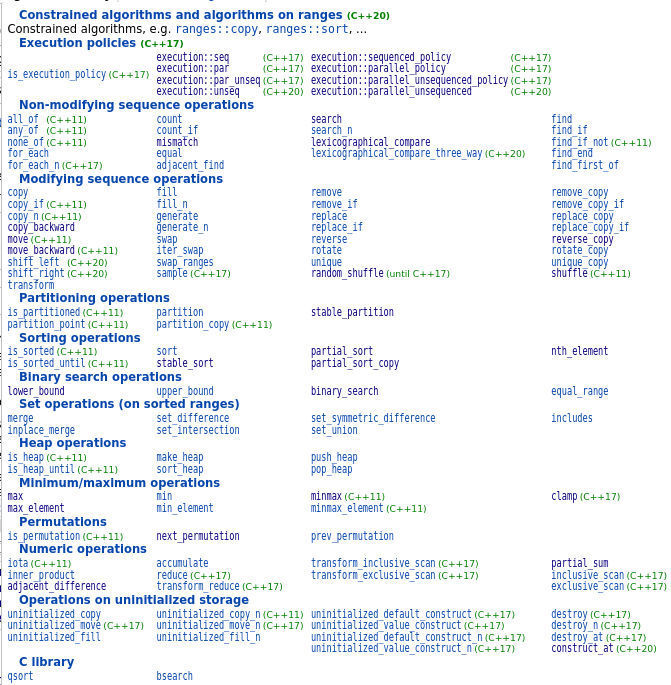 Constrained algorithms and algorithms on ranges (C++20)
Constrained algorithms, e.g. ranges::copy, ranges::sort, ...
Execution policies (C++17)
is_execution_policy (C++17)
execution::seq (C++17) execution::sequenced_policy (C++17)
execution::par (C++17) execution::parallel_policy (C++17)
execution::par_unseq (C++17) execution::parallel_unsequenced_policy (C++17)
execution::unseq (C++20) execution::parallel_unsequenced (C++20)
Non-modifying sequence operations
all_of (C++11) count search find
any_of (C++11) count_if search_n find_if
none_of (C++11) mismatch lexicographical_compare find_if_not (C++11)
for_each equal lexicographical_compare_three_way (C++20) find_end
for_each_n (C++17) adjacent_find find_first_of
Modifying sequence operations
copy fill remove remove_copy
copy_if (C++11) fill_n remove_if remove_copy_if
copy_n (C++11) generate replace replace_copy
copy_backward generate_n replace_if replace_copy_if
move (C++11) swap reverse reverse_copy
move_backward (C++11) iter_swap rotate rotate_copy
shift_left (C++20) swap_ranges unique unique_copy
shift_right (C++20) sample (C++17) random_shuffle (until C++17) shuffle (C++11)
transform
Partitioning operations
is_partitioned (C++11) partition stable_partition
partition_point (C++11) partition_copy (C++11)
Sorting operations
is_sorted (C++11) sort partial_sort nth_element
is_sorted_until (C++11) stable_sort partial_sort_copy
Binary search operations
lower_bound upper_bound binary_search equal_range
Set operations (on sorted ranges)
merge set_difference set_symmetric_difference includes
inplace_merge set_intersection set_union
Heap operations
is_heap (C++11) make_heap push_heap
is_heap_until (C++11) sort_heap pop_heap
Minimum/maximum operations
max min minmax (C++11) clamp (C++17)
max_element min_element minmax_element (C++11)
Permutations
is_permutation (C++11) next_permutation prev_permutation
Numeric operations
iota (C++11) accumulate transform_inclusive_scan (C++17) partial_sum
inner_product reduce (C++17) transform_exclusive_scan (C++17) inclusive_scan (C++17)
adjacent_difference transform_reduce (C++17) exclusive_scan (C++17)
Operations on uninitialized storage
uninitialized_copy uninitialized_copy_n (C++11) uninitialized_default_construct (C++17) destroy (C++17)
uninitialized_move (C++17) uninitialized_move_n (C++17) uninitialized_value_construct (C++17) destroy_n (C++17)
uninitialized_fill uninitialized_fill_n uninitialized_default_construct_n (C++17) destroy_at (C++17)
uninitialized_value_construct_n (C++17) construct_at (C++20)
C library
qsort bsearch